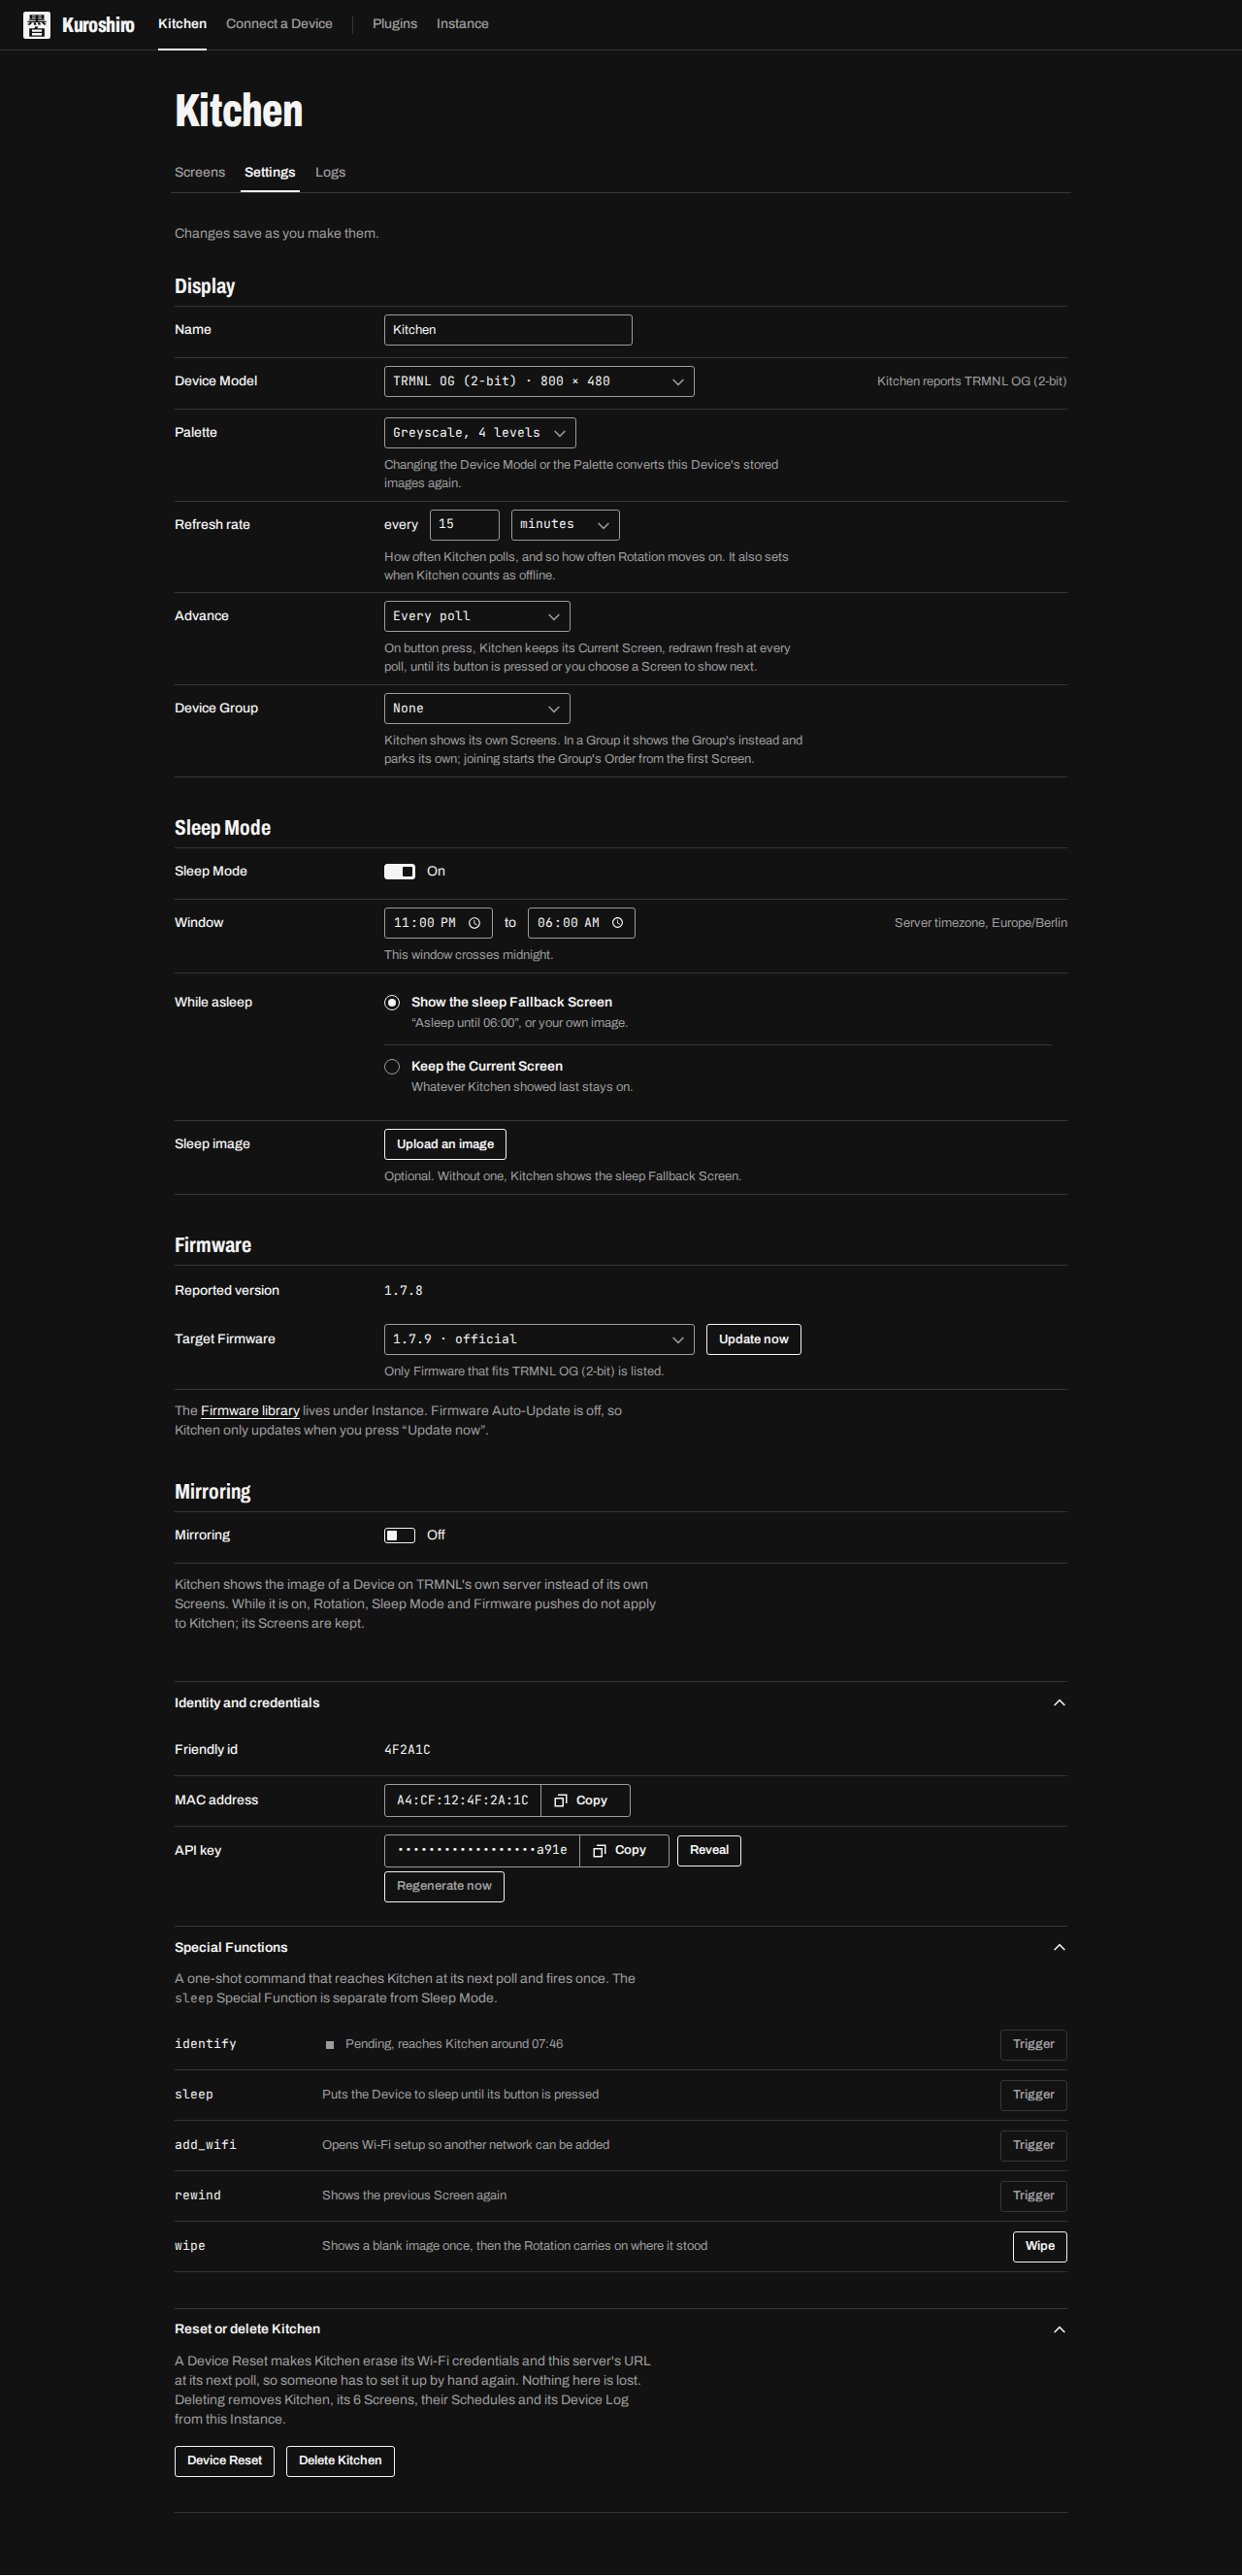 Kuroshiro
Kitchen
Connect a Device
Plugins
Instance
Kitchen
Screens
Settings
Logs
Changes save as you make them.
Display
Name
Kitchen
Device Model
TRMNL OG (2-bit) · 800 × 480
Kitchen reports TRMNL OG (2-bit)
Palette
Greyscale, 4 levels
Changing the Device Model or the Palette converts this Device's stored
images again.
Refresh rate
every 15 minutes
How often Kitchen polls, and so how often Rotation moves on. It also sets
when Kitchen counts as offline.
Advance
Every poll
On button press, Kitchen keeps its Current Screen, redrawn fresh at every
poll, until its button is pressed or you choose a Screen to show next.
Device Group
None
Kitchen shows its own Screens. In a Group it shows the Group's instead and
parks its own; joining starts the Group's Order from the first Screen.
Sleep Mode
Sleep Mode
On
Window
11:00 PM to 06:00 AM
Server timezone, Europe/Berlin
This window crosses midnight.
While asleep
Show the sleep Fallback Screen
“Asleep until 06:00”, or your own image.
Keep the Current Screen
Whatever Kitchen showed last stays on.
Sleep image
Upload an image
Optional. Without one, Kitchen shows the sleep Fallback Screen.
Firmware
Reported version
1.7.8
Target Firmware
1.7.9 · official
Update now
Only Firmware that fits TRMNL OG (2-bit) is listed.
The Firmware library lives under Instance. Firmware Auto-Update is off, so
Kitchen only updates when you press “Update now”.
Mirroring
Mirroring
Off
Kitchen shows the image of a Device on TRMNL's own server instead of its own
Screens. While it is on, Rotation, Sleep Mode and Firmware pushes do not apply
to Kitchen; its Screens are kept.
Identity and credentials
Friendly id
4F2A1C
MAC address
A4:CF:12:4F:2A:1C
Copy
API key
••••••••••••••••••a91e
Copy
Reveal
Regenerate now
Special Functions
A one-shot command that reaches Kitchen at its next poll and fires once. The
sleep Special Function is separate from Sleep Mode.
identify
Pending, reaches Kitchen around 07:46
Trigger
sleep
Puts the Device to sleep until its button is pressed
Trigger
add_wifi
Opens Wi-Fi setup so another network can be added
Trigger
rewind
Shows the previous Screen again
Trigger
wipe
Shows a blank image once, then the Rotation carries on where it stood
Wipe
Reset or delete Kitchen
A Device Reset makes Kitchen erase its Wi-Fi credentials and this server's URL
at its next poll, so someone has to set it up by hand again. Nothing here is lost.
Deleting removes Kitchen, its 6 Screens, their Schedules and its Device Log
from this Instance.
Device Reset
Delete Kitchen